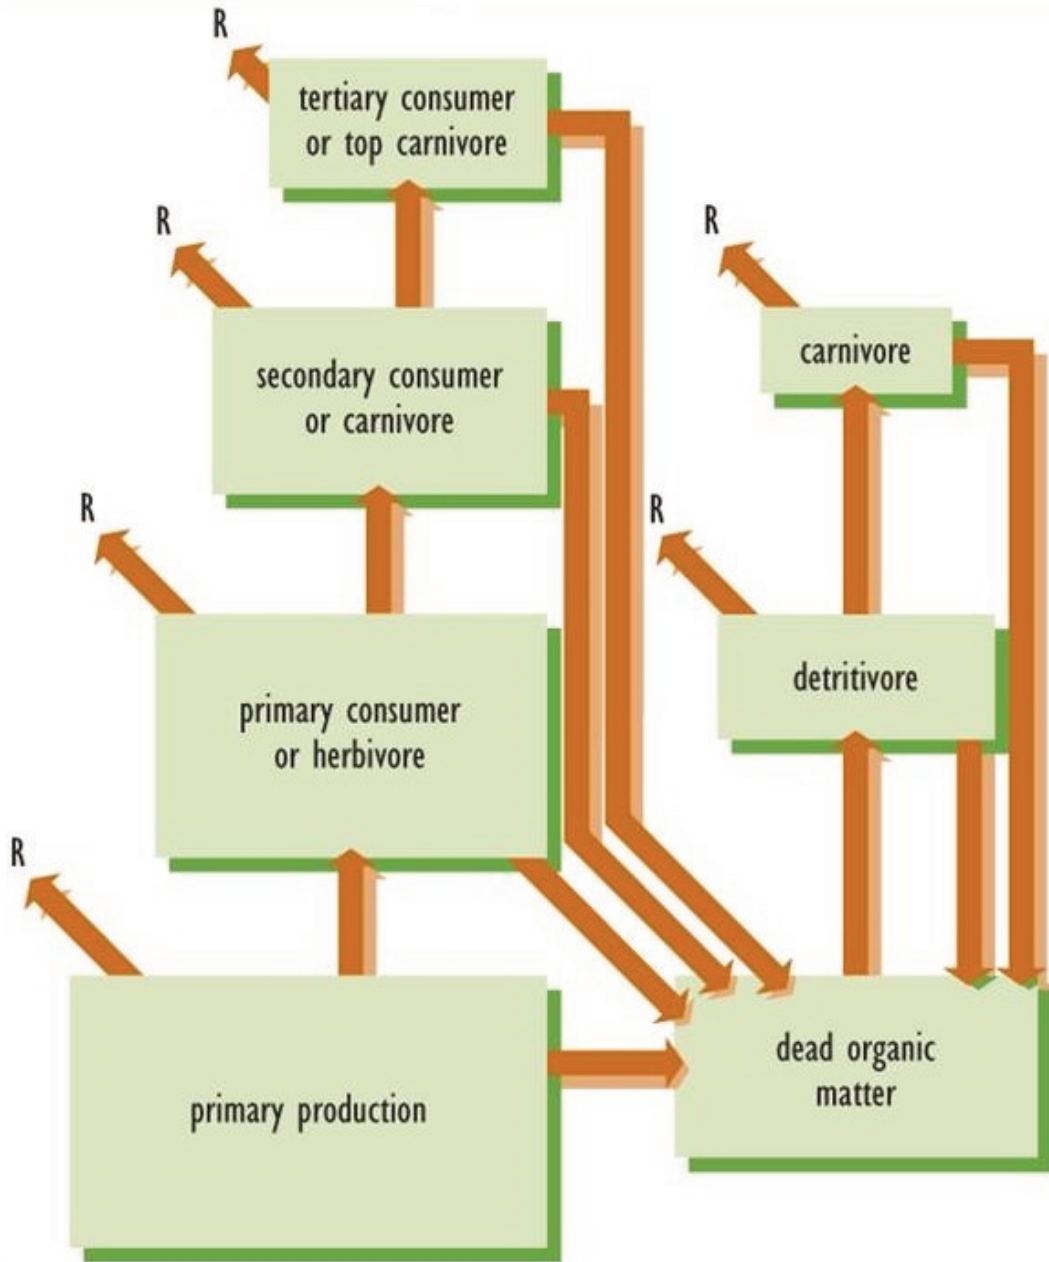 R
tertiary consumer
or top carnivore
R
secondary consumer
or carnivore
R
primary consumer
or herbivore
R
primary production
R
carnivore
R
detritivore
dead organic
matter